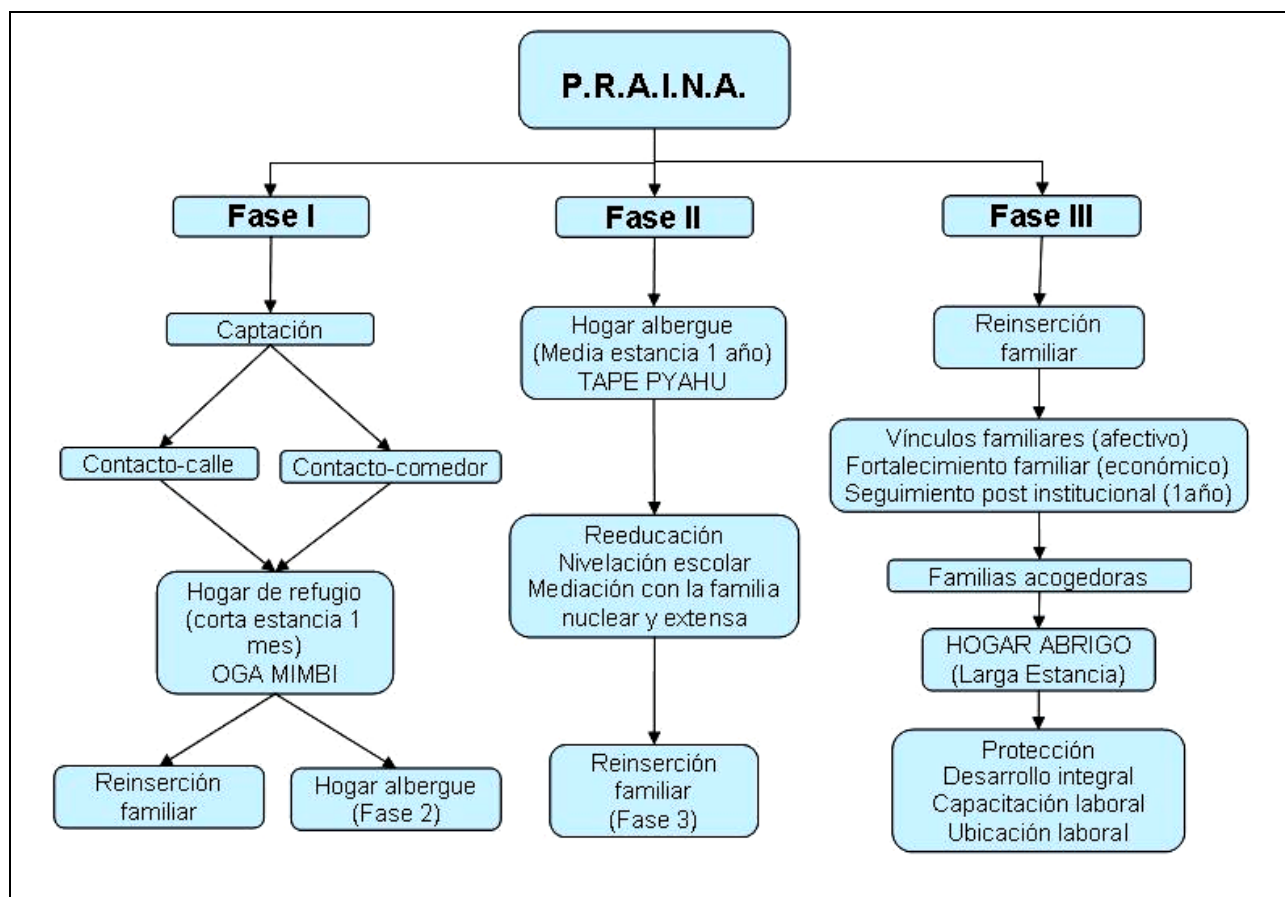 P.R.A.I.N.A.
Fase I
Captación
Contacto-calle
Contacto-comedor
Hogar de refugio
(corta estancia 1
mes)
OGA MIMBI
Reinserción
familiar
Hogar albergue
(Fase 2)
Fase II
Hogar albergue
(Media estancia 1 año)
TAPE PYAHU
Reeducación
Nivelación escolar
Mediación con la familia
nuclear y extensa
Reinserción
familiar
(Fase 3)
Fase III
Reinserción
familiar
Vínculos familiares (afectivo)
Fortalecimiento familiar (económico)
Seguimiento post institucional (1año)
Familias acogedoras
HOGAR ABRIGO
(Larga Estancia)
Protección
Desarrollo integral
Capacitación laboral
Ubicación laboral